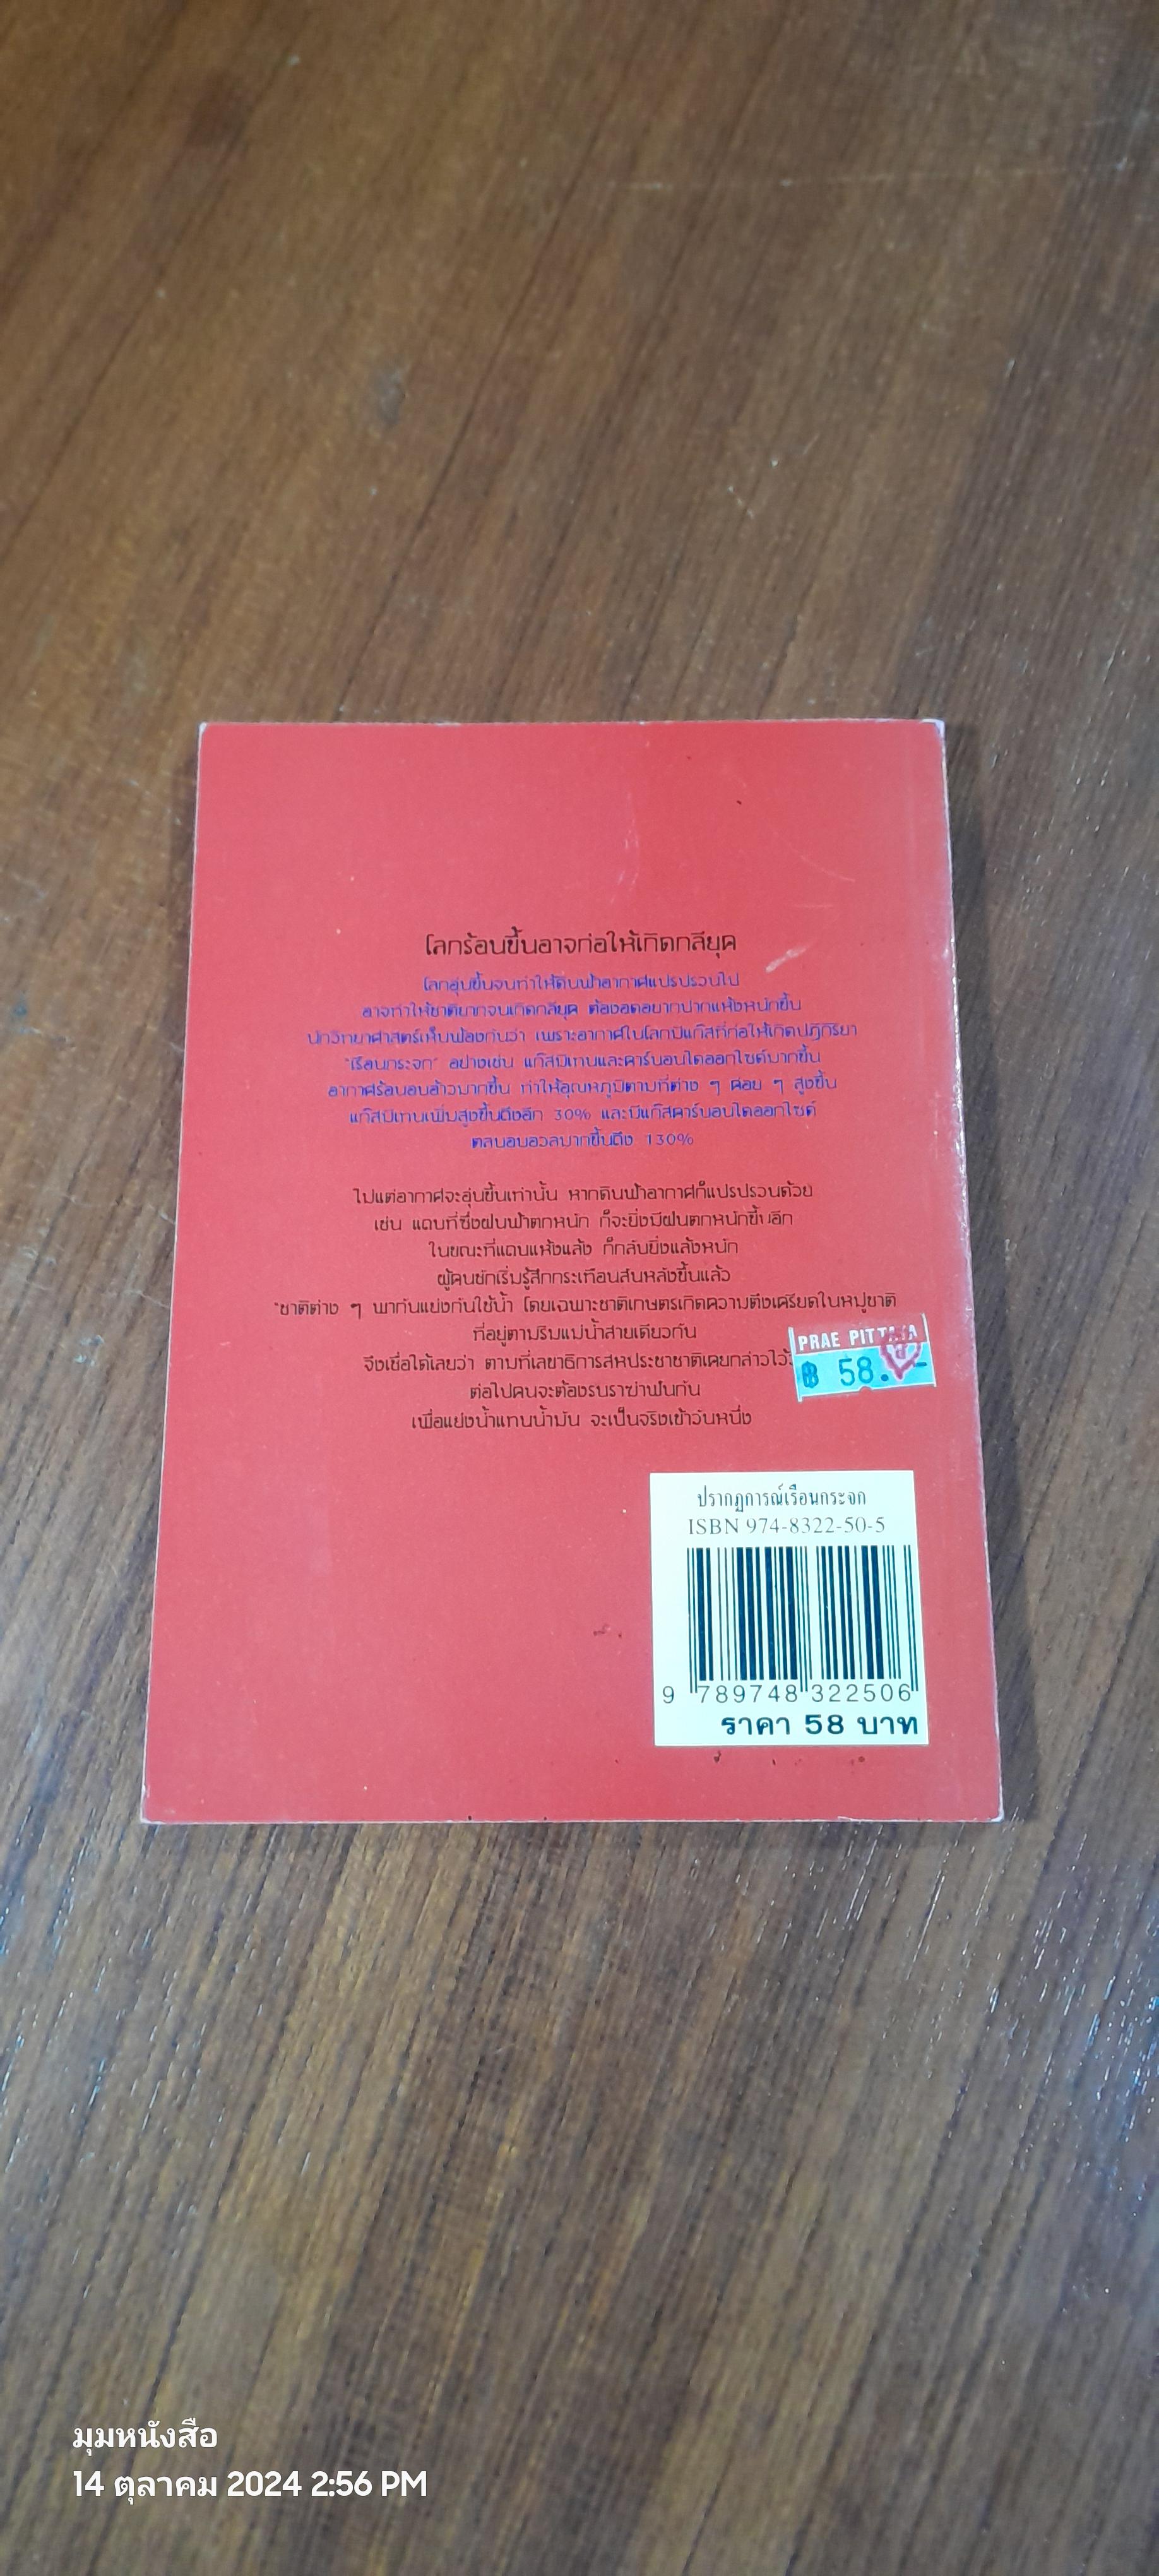 โลกร้อนขึ้นอาจก่อให้เกิดกลียุค
โลกอุ่นขึ้นจนทำให้ดินฟ้าอากาศแปรปรวนไป
อาจทำให้ชาติยากจนเกิดกลียุค ต้องอดอยากปากแห้งหนักขึ้น
นักวิทยาศาสตร์เห็นพ้องกันว่า เพราะอากาศในโลกมีแก๊สที่ก่อให้เกิดปฏิกิริยา
"เรือนกระจก" อย่างเช่น แก๊สมีเทนและคาร์บอนไดออกไซด์มากขึ้น
อากาศร้อนอบอ้าวมากขึ้น ทำให้อุณหภูมิตามที่ต่าง ๆ ค่อย ๆ สูงขึ้น
แก๊สมีเทนเพิ่มสูงขึ้นถึงอีก 30% และมีแก๊สคาร์บอนไดออกไซด์
ตลบอบอวลมากขึ้นถึง 130%
ไม่แต่อากาศจะอุ่นขึ้นเท่านั้น หากดินฟ้าอากาศก็แปรปรวนด้วย
เช่น แถบที่ซึ่งฝนฟ้าตกหนัก ก็จะยิ่งมีฝนตกหนักขึ้นอีก
ในขณะที่แถบแห้งแล้ง ก็กลับยิ่งแล้งหนัก
ผู้คนชักเริ่มรู้สึกกระเทือนสันหลังขึ้นแล้ว
"ชาติต่าง ๆ พากันแย่งกันใช้น้ำ โดยเฉพาะชาติเกษตรเกิดความตึงเครียดในหมู่ชาติ
ที่อยู่ตามริมแม่น้ำสายเดียวกัน
จึงเชื่อได้เลยว่า ตามที่เลขาธิการสหประชาชาติเคยกล่าวไว้
ต่อไปคนจะต้องรบราฆ่าฟันกัน
เพื่อแย่งน้ำแทนน้ำมัน จะเป็นจริงเข้าวันหนึ่ง
PRAE PITTAYA
฿ 58.-
ปรากฏการณ์เรือนกระจก
ISBN 974-8322-50-5
9 789748 322506
ราคา 58 บาท
มุมหนังสือ
14 ตุลาคม 2024 2:56 PM